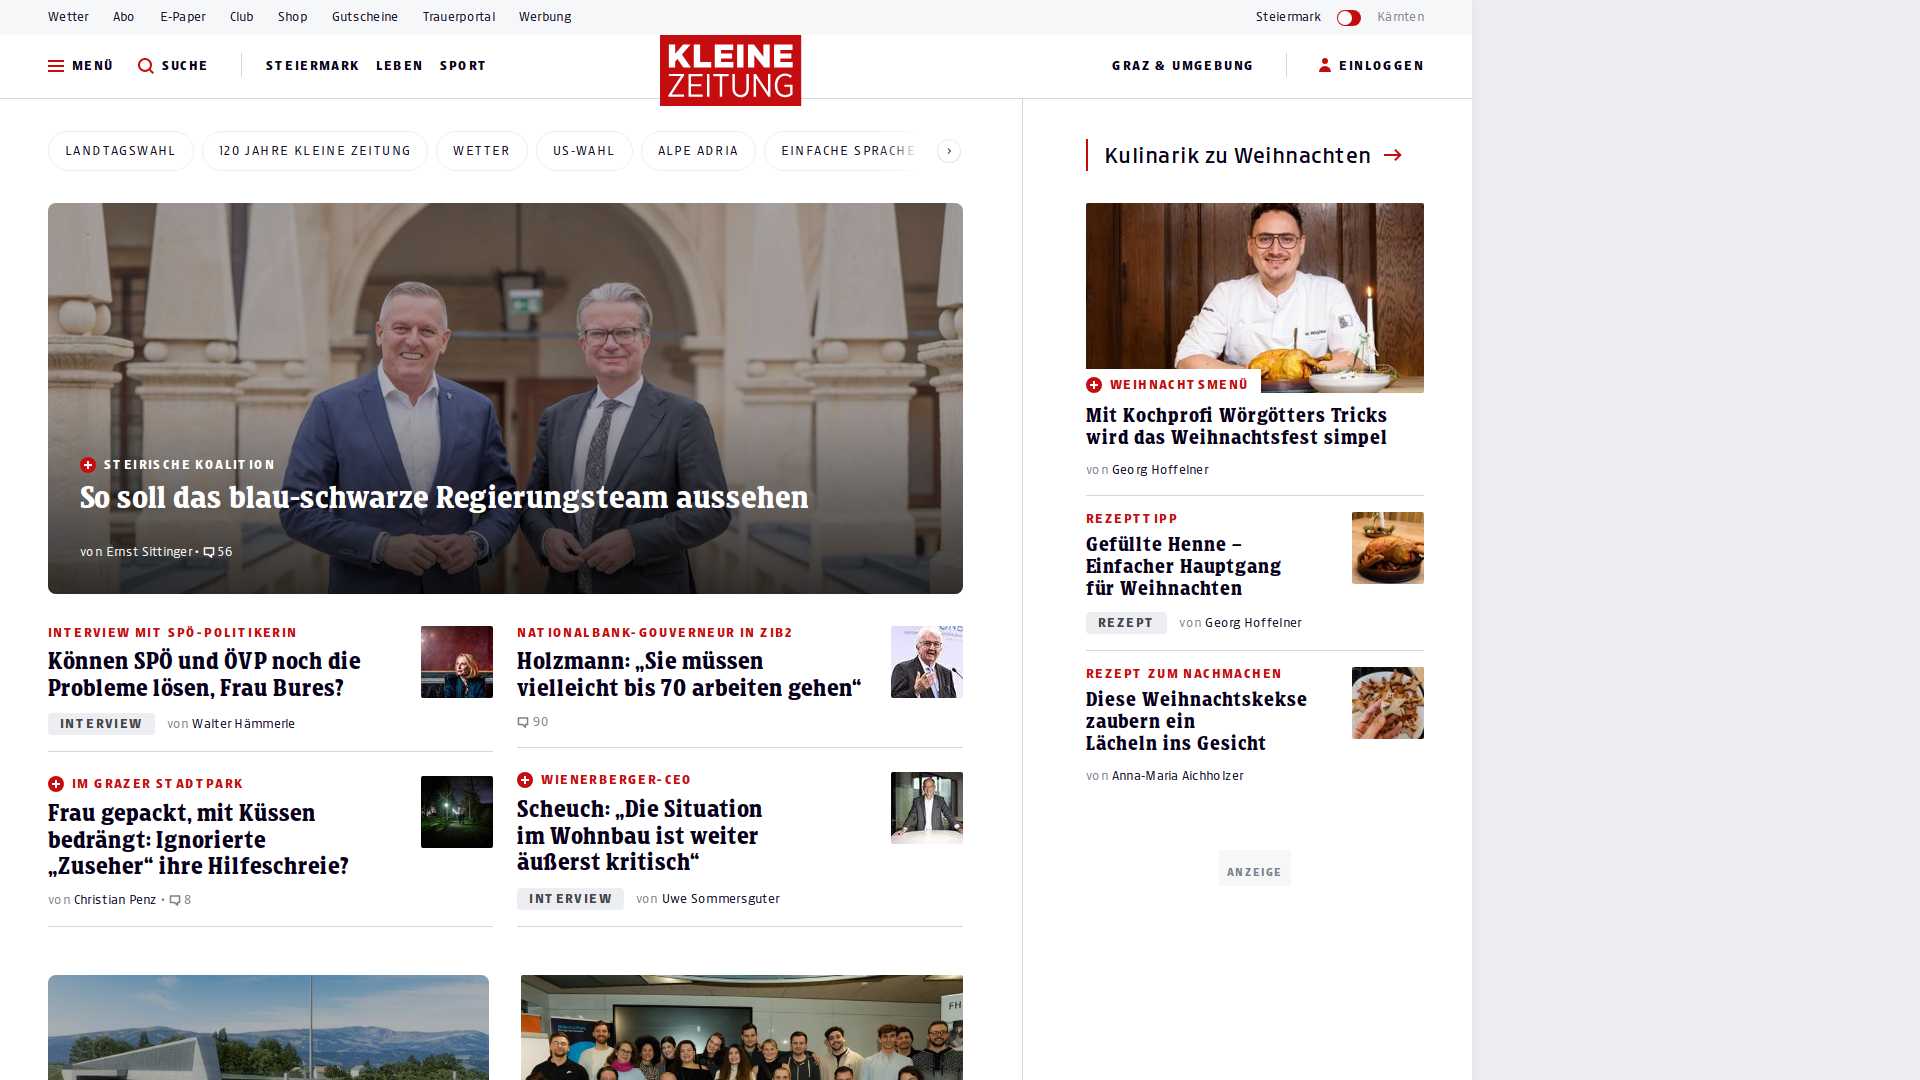 Wetter Abo E-Paper Club Shop Gutscheine Trauerportal Werbung
Steiermark Kärnten
MENÜ SUCHE STEIERMARK LEBEN SPORT
KLEINE
ZEITUNG
GRAZ & UMGEBUNG EINLOGGEN
LANDTAGSWAHL 120 JAHRE KLEINE ZEITUNG WETTER US-WAHL ALPE ADRIA EINFACHE SPRACHE
STEIRISCHE KOALITION
So soll das blau-schwarze Regierungsteam aussehen
von Ernst Sittinger • 56
INTERVIEW MIT SPÖ-POLITIKERIN
Können SPÖ und ÖVP noch die
Probleme lösen, Frau Bures?
INTERVIEW von Walter Hämmerle
NATIONALBANK-GOUVERNEUR IN ZIB2
Holzmann: „Sie müssen
vielleicht bis 70 arbeiten gehen“
90
IM GRAZER STADTPARK
Frau gepackt, mit Küssen
bedrängt: Ignorierte
„Zuseher“ ihre Hilfeschreie?
von Christian Penz • 8
WIENERBERGER-CEO
Scheuch: „Die Situation
im Wohnbau ist weiter
äußerst kritisch“
INTERVIEW von Uwe Sommersguter
FH
Kulinarik zu Weihnachten
WEIHNACHTSMENÜ
Mit Kochprofi Wörgötters Tricks
wird das Weihnachtsfest simpel
von Georg Hoffelner
REZEPTTIPP
Gefüllte Henne –
Einfacher Hauptgang
für Weihnachten
REZEPT von Georg Hoffelner
REZEPT ZUM NACHMACHEN
Diese Weihnachtskekse
zaubern ein
Lächeln ins Gesicht
von Anna-Maria Aichholzer
ANZEIGE